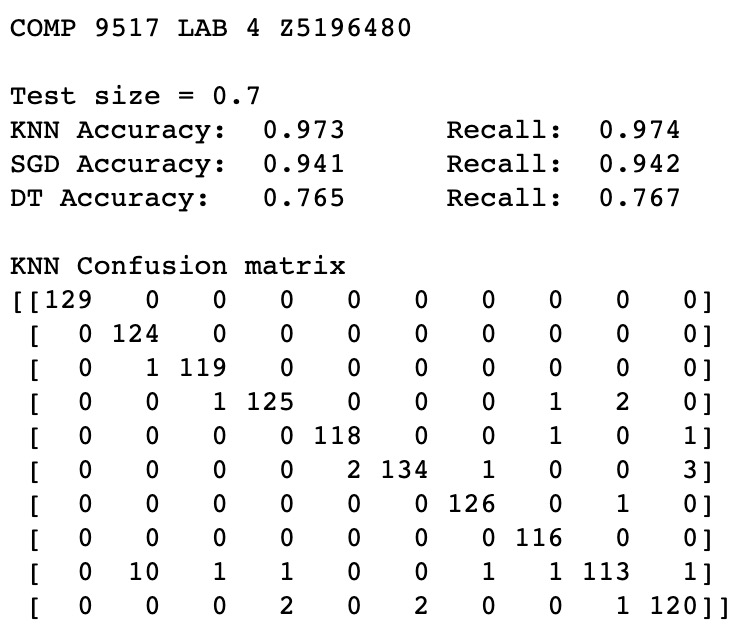 COMP 9517 LAB 4 Z5196480
Test size = 0.7
KNN Accuracy:  0.973      Recall:  0.974
SGD Accuracy:  0.941      Recall:  0.942
DT Accuracy:   0.765      Recall:  0.767
KNN Confusion matrix
[[129   0   0   0   0   0   0   0   0   0]
 [  0 124   0   0   0   0   0   0   0   0]
 [  0   1 119   0   0   0   0   0   0   0]
 [  0   0   1 125   0   0   0   1   2   0]
 [  0   0   0   0 118   0   0   1   0   1]
 [  0   0   0   0   2 134   1   0   0   3]
 [  0   0   0   0   0   0 126   0   1   0]
 [  0   0   0   0   0   0   0 116   0   0]
 [  0  10   1   1   0   0   1   1 113   1]
 [  0   0   0   2   0   2   0   0   1 120]]